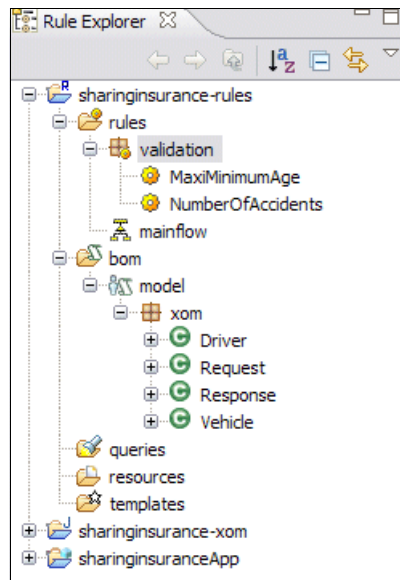 Rule Explorer
sharinginsurance-rules
rules
validation
MaxiMinimumAge
NumberOfAccidents
mainflow
bom
model
xom
Driver
Request
Response
Vehicle
queries
resources
templates
sharinginsurance-xom
sharinginsuranceApp